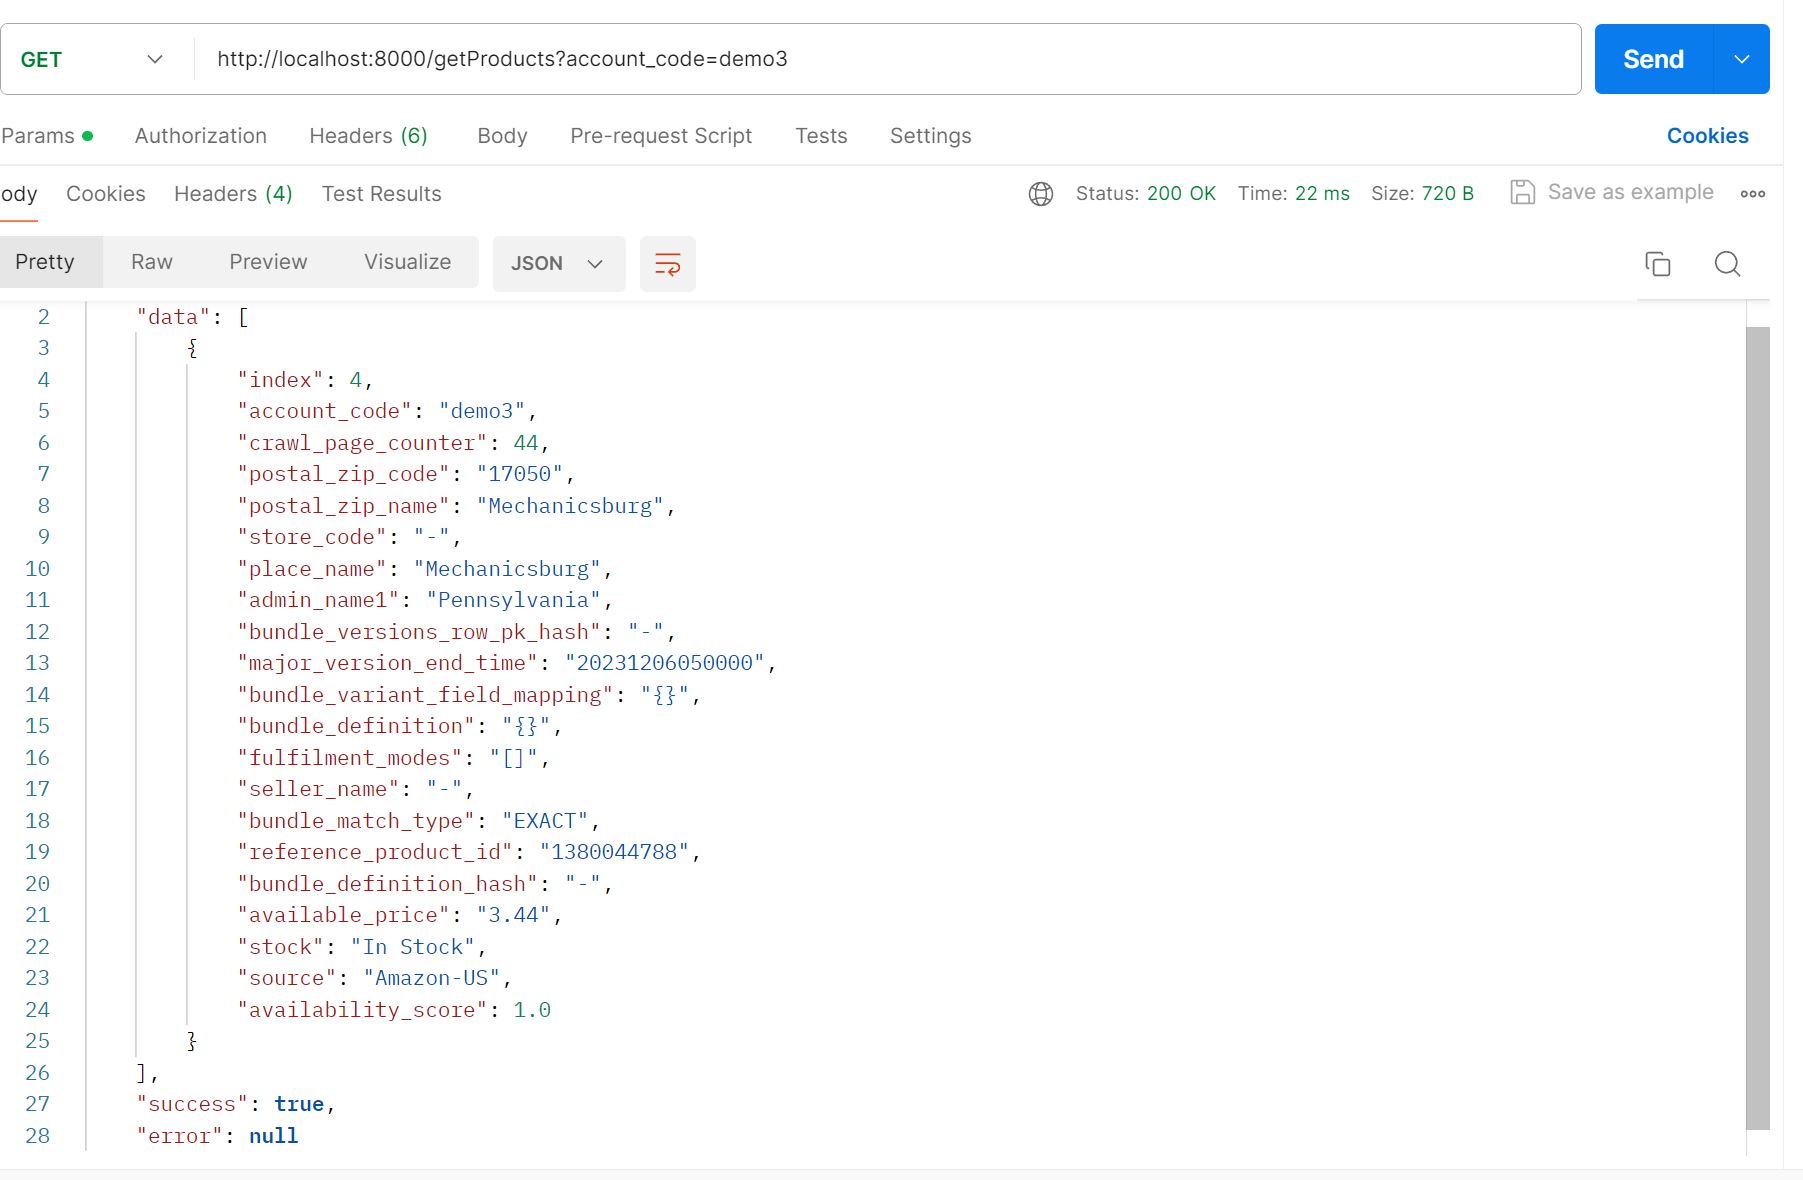 GET http://localhost:8000/getProducts?account_code=demo3 Send
Params Authorization Headers (6) Body Pre-request Script Tests Settings Cookies
ody Cookies Headers (4) Test Results Status: 200 OK Time: 22 ms Size: 720 B Save as example
Pretty Raw Preview Visualize JSON
2 "data": [
3 {
4 "index": 4,
5 "account_code": "demo3",
6 "crawl_page_counter": 44,
7 "postal_zip_code": "17050",
8 "postal_zip_name": "Mechanicsburg",
9 "store_code": "-",
10 "place_name": "Mechanicsburg",
11 "admin_name1": "Pennsylvania",
12 "bundle_versions_row_pk_hash": "-",
13 "major_version_end_time": "20231206050000",
14 "bundle_variant_field_mapping": "{}",
15 "bundle_definition": "{}",
16 "fulfilment_modes": "[]",
17 "seller_name": "-",
18 "bundle_match_type": "EXACT",
19 "reference_product_id": "1380044788",
20 "bundle_definition_hash": "-",
21 "available_price": "3.44",
22 "stock": "In Stock",
23 "source": "Amazon-US",
24 "availability_score": 1.0
25 }
26 ],
27 "success": true,
28 "error": null